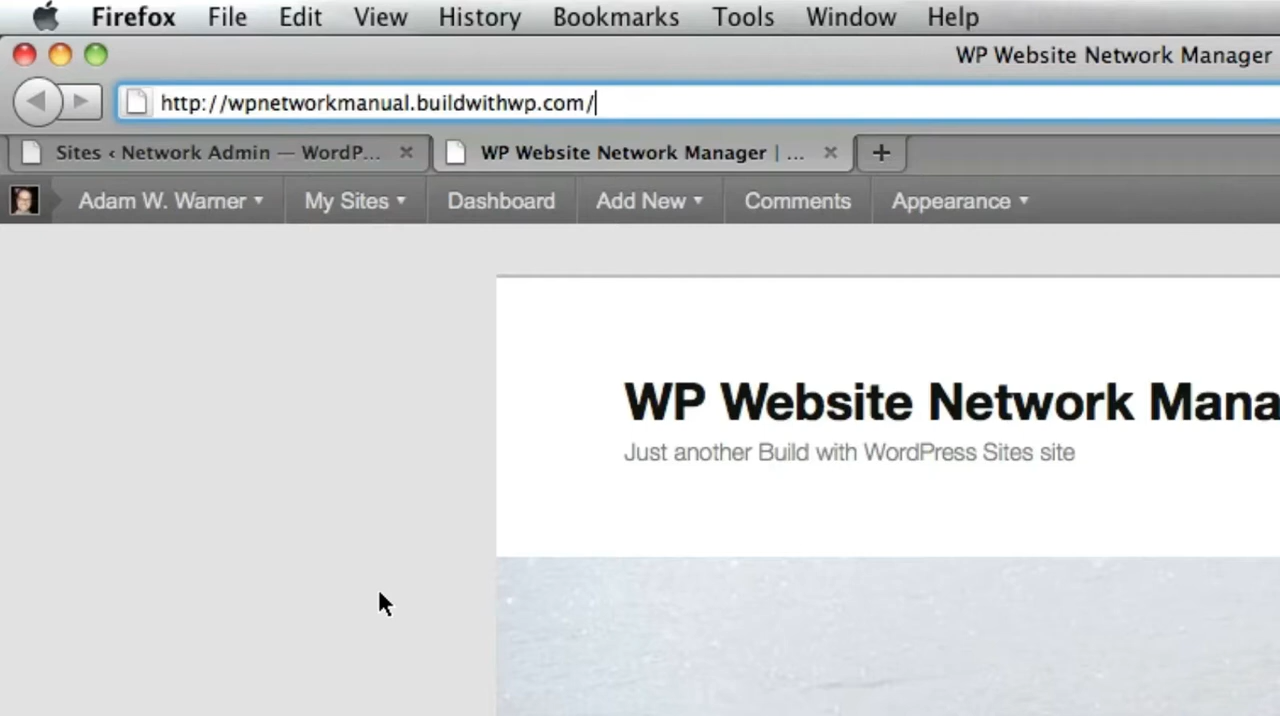 Firefox File Edit View History Bookmarks Tools Window Help
WP Website Network Manager
http://wpnetworkmanual.buildwithwp.com/
Sites ‹ Network Admin — WordP... WP Website Network Manager | ...
Adam W. Warner My Sites Dashboard Add New Comments Appearance
WP Website Network Mana
Just another Build with WordPress Sites site